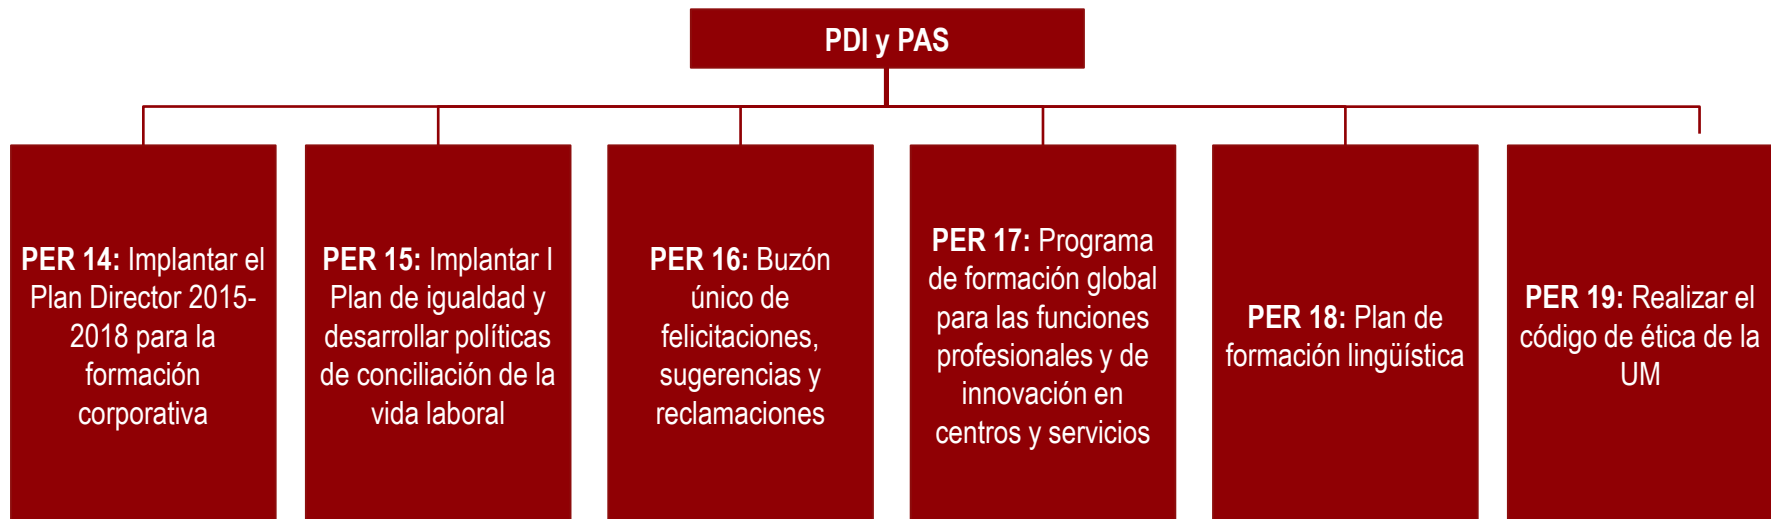 PDI y PAS
PER 14: Implantar el
Plan Director 2015-
2018 para la
formación
corporativa
PER 15: Implantar I
Plan de igualdad y
desarrollar políticas
de conciliación de la
vida laboral
PER 16: Buzón
único de
felicitaciones,
sugerencias y
reclamaciones
PER 17: Programa
de formación global
para las funciones
profesionales y de
innovación en
centros y servicios
PER 18: Plan de
formación lingüística
PER 19: Realizar el
código de ética de la
UM